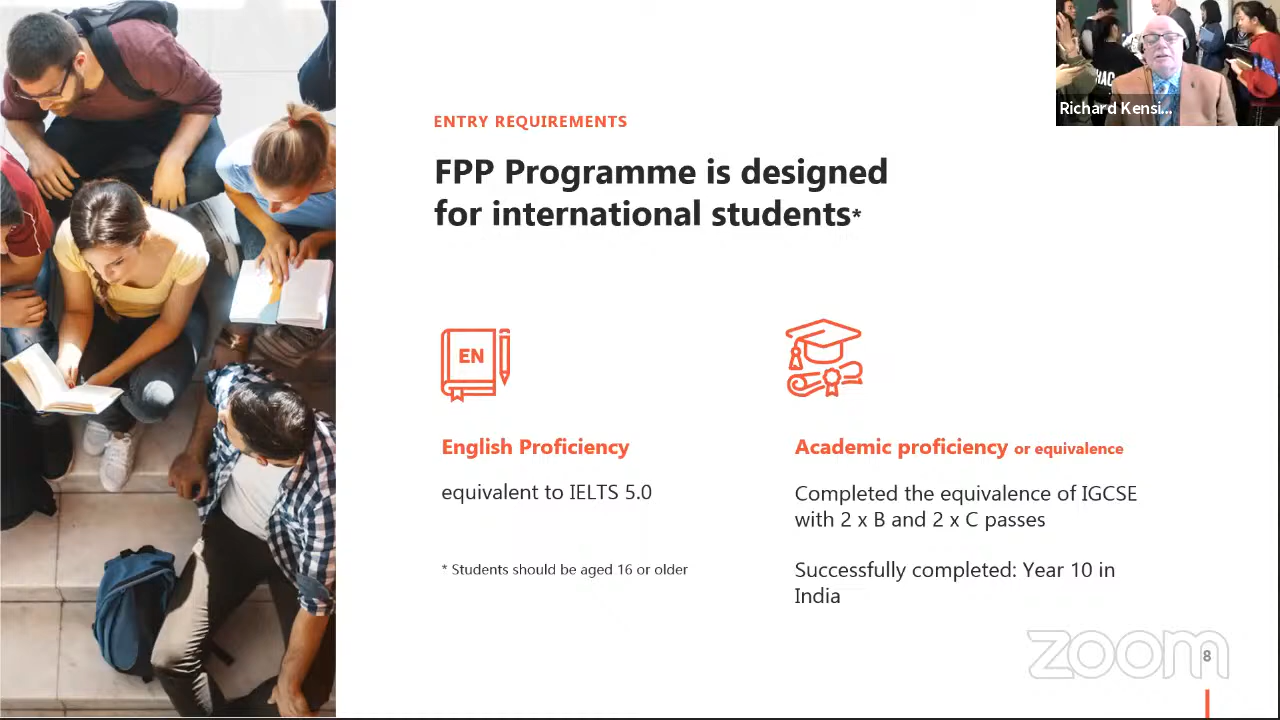 Richard Kensi...
ENTRY REQUIREMENTS
FPP Programme is designed
for international students*
EN
English Proficiency
equivalent to IELTS 5.0
* Students should be aged 16 or older
Academic proficiency or equivalence
Completed the equivalence of IGCSE
with 2 x B and 2 x C passes
Successfully completed: Year 10 in
India
zoom
8